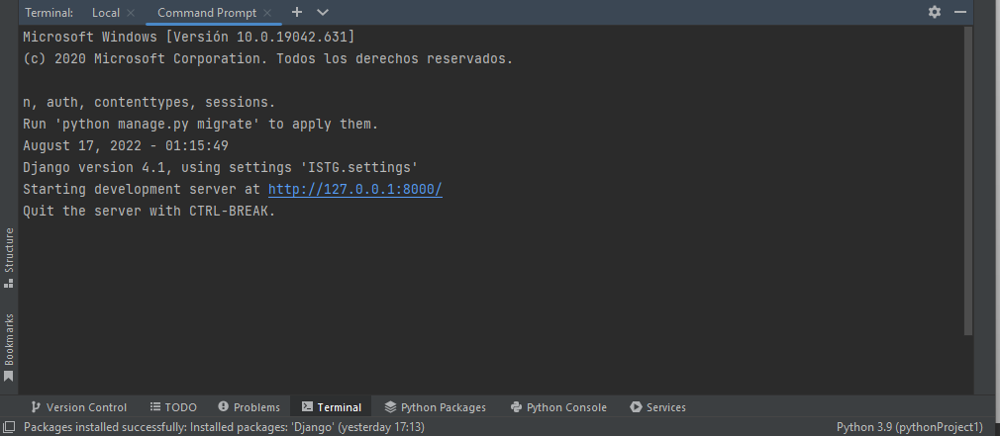 Terminal: Local Command Prompt
Microsoft Windows [Versión 10.0.19042.631]
(c) 2020 Microsoft Corporation. Todos los derechos reservados.
n, auth, contenttypes, sessions.
Run 'python manage.py migrate' to apply them.
August 17, 2022 - 01:15:49
Django version 4.1, using settings 'ISTG.settings'
Starting development server at http://127.0.0.1:8000/
Quit the server with CTRL-BREAK.
Structure
Bookmarks
Version Control TODO Problems Terminal Python Packages Python Console Services
Packages installed successfully: Installed packages: 'Django' (yesterday 17:13) Python 3.9 (pythonProject1)